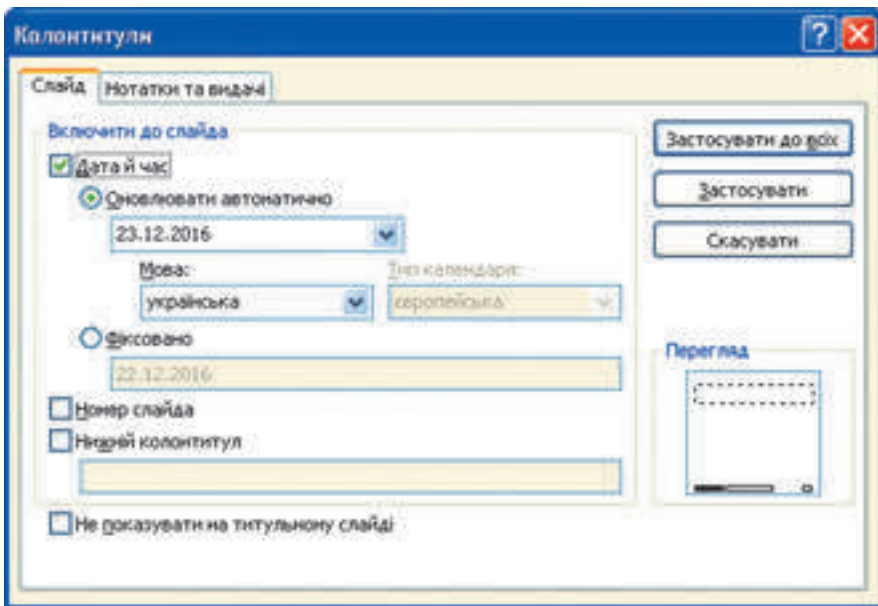 Колонтитули
Слайд
Нотатки та видачі
Включити до слайда
Дата й час
Оновлювати автоматично
23.12.2016
Мова:
Тип календаря:
українська
європейська
Фіксовано
22.12.2016
Номер слайда
Нижній колонтитул
Не показувати на титульному слайді
Застосувати до всіх
Застосувати
Скасувати
Перегляд